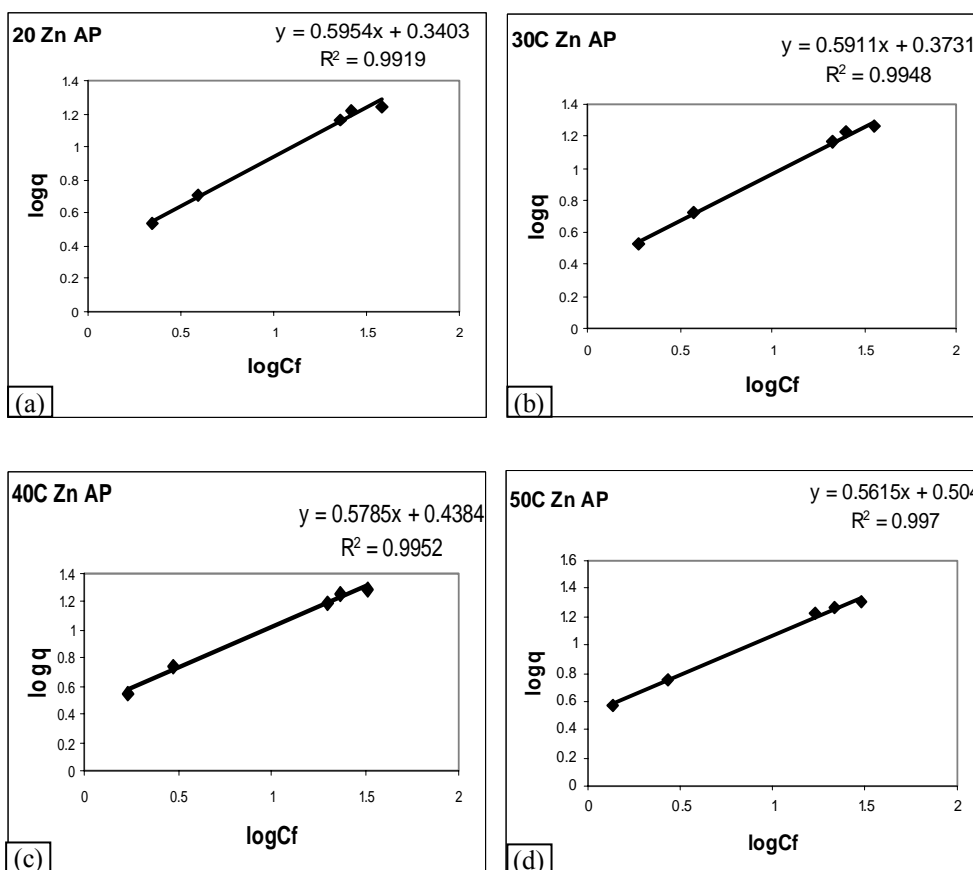 20 Zn AP
y = 0.5954x + 0.3403
R² = 0.9919
1.4
1.2
1
0.8
0.6
0.4
0.2
0
0 0.5 1 1.5 2
logq
logCf
(a)
30C Zn AP
y = 0.5911x + 0.3731
R² = 0.9948
1.4
1.2
1
0.8
0.6
0.4
0.2
0
0 0.5 1 1.5 2
logq
logCf
(b)
40C Zn AP
y = 0.5785x + 0.4384
R² = 0.9952
1.4
1.2
1
0.8
0.6
0.4
0.2
0
0 0.5 1 1.5 2
logq
logCf
(c)
50C Zn AP
y = 0.5615x + 0.504
R² = 0.997
1.6
1.4
1.2
1
0.8
0.6
0.4
0.2
0
0 0.5 1 1.5 2
logq
logCf
(d)